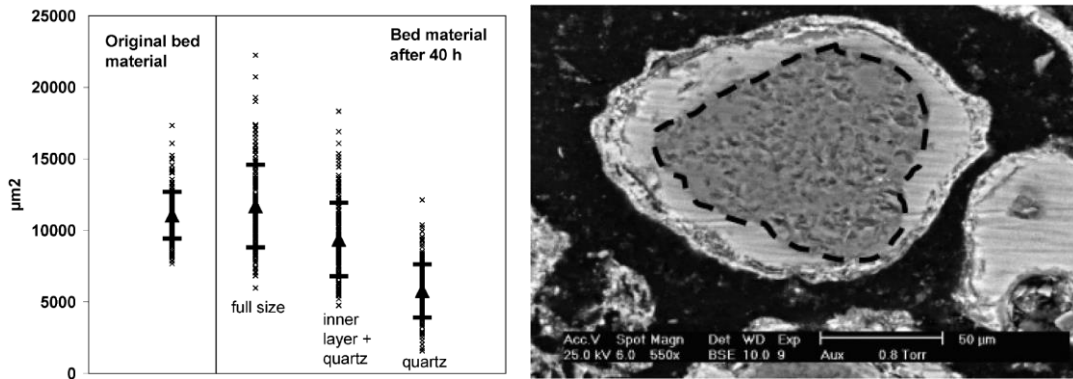 25000
20000
15000
10000
5000
0
µm2
Original bed
material
Bed material
after 40 h
full size
inner
layer +
quartz
quartz
Acc.V Spot Magn Det WD Exp 50 µm
25.0 kV 6.0 550x BSE 10.0 9 Aux 0.8 Torr